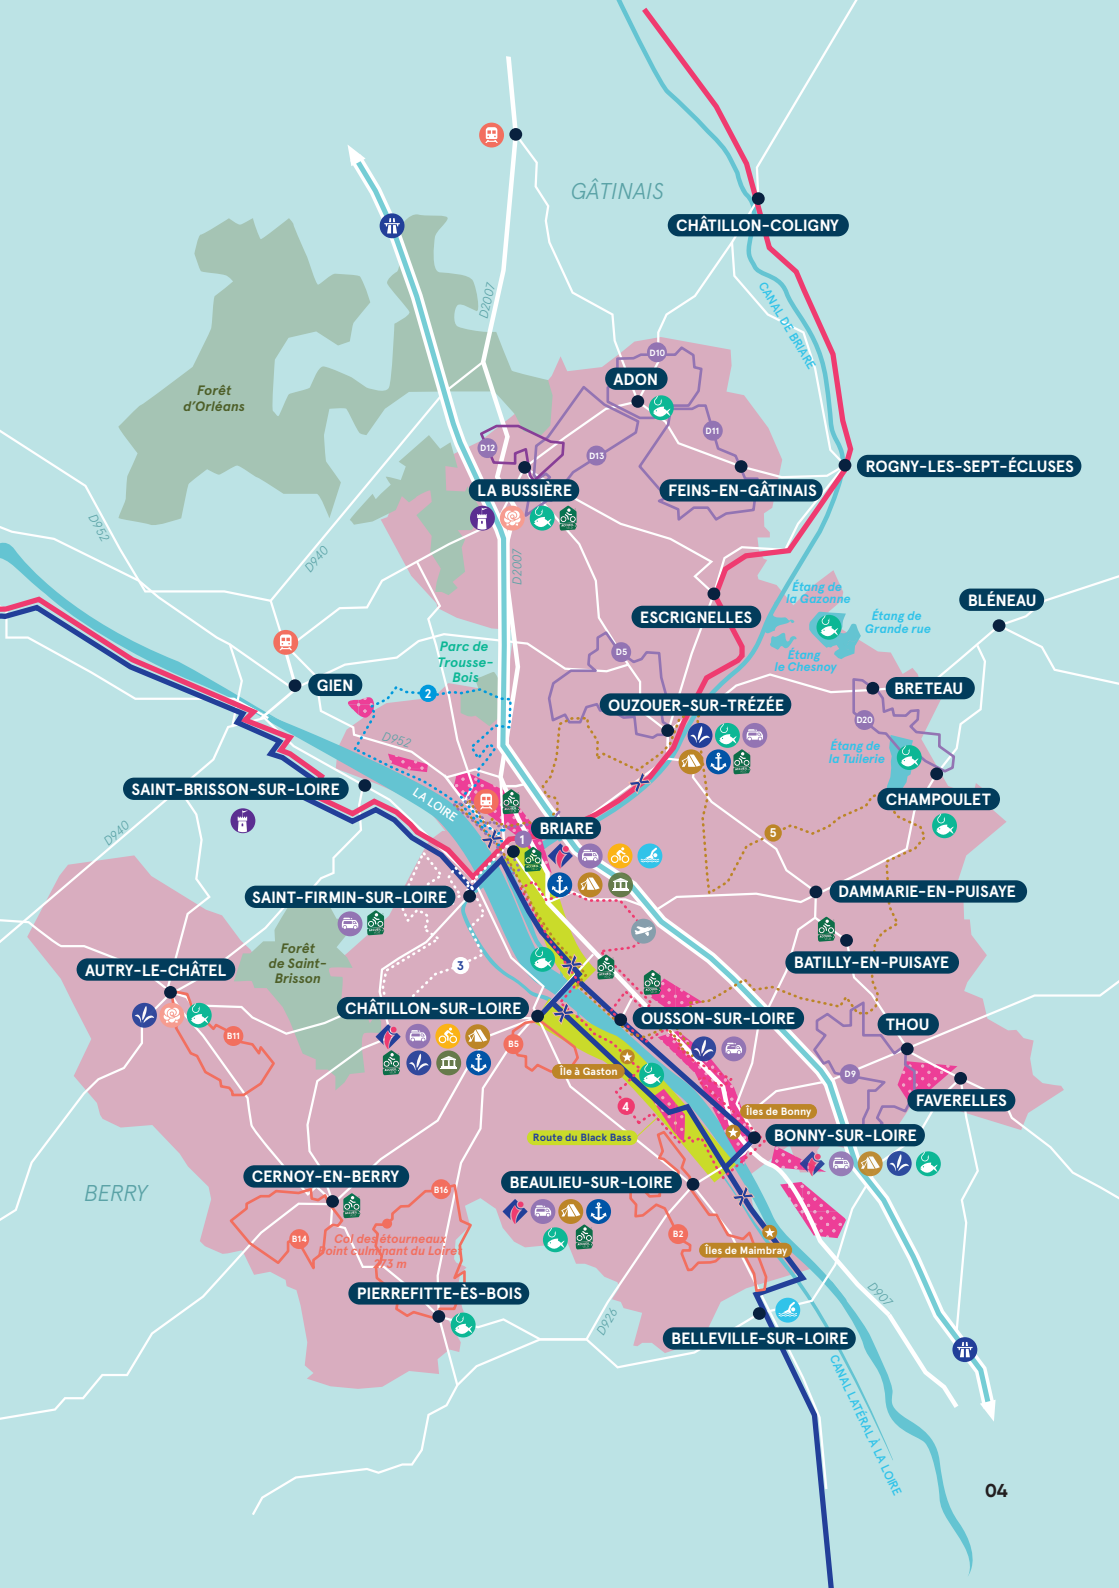 GÂTINAIS
CHÂTILLON-COLIGNY
CANAL DE BRIARE
D2007
D10
ADON
Forêt
d'Orléans
D11
D12
D13
ROGNY-LES-SEPT-ÉCLUSES
LA BUSSIÈRE
FEINS-EN-GÂTINAIS
D952
D940
D2007
Étang de
la Gazonne
BLÉNEAU
ESCRIGNELLES
Étang de
Grande rue
Étang
le Chesnoy
Parc de
Trousse-
Bois
D5
GIEN
2
BRETEAU
OUZOUER-SUR-TRÉZÉE
D20
D952
Étang de
la Tuilerie
SAINT-BRISSON-SUR-LOIRE
LA LOIRE
CHAMPOULET
D940
BRIARE
1
5
SAINT-FIRMIN-SUR-LOIRE
DAMMARIE-EN-PUISAYE
Forêt
de Saint-
Brisson
3
BATILLY-EN-PUISAYE
AUTRY-LE-CHÂTEL
CHÂTILLON-SUR-LOIRE
OUSSON-SUR-LOIRE
THOU
B11
B5
Île à Gaston
D9
FAVERELLES
4
Îles de Bonny
Route du Black Bass
BONNY-SUR-LOIRE
CERNOY-EN-BERRY
BEAULIEU-SUR-LOIRE
BERRY
B16
B14
Col des étourneaux
Point culminant du Loiret
273 m
B2
Îles de Maimbray
PIERREFITTE-ÈS-BOIS
D926
D907
BELLEVILLE-SUR-LOIRE
CANAL LATÉRAL À LA LOIRE
04